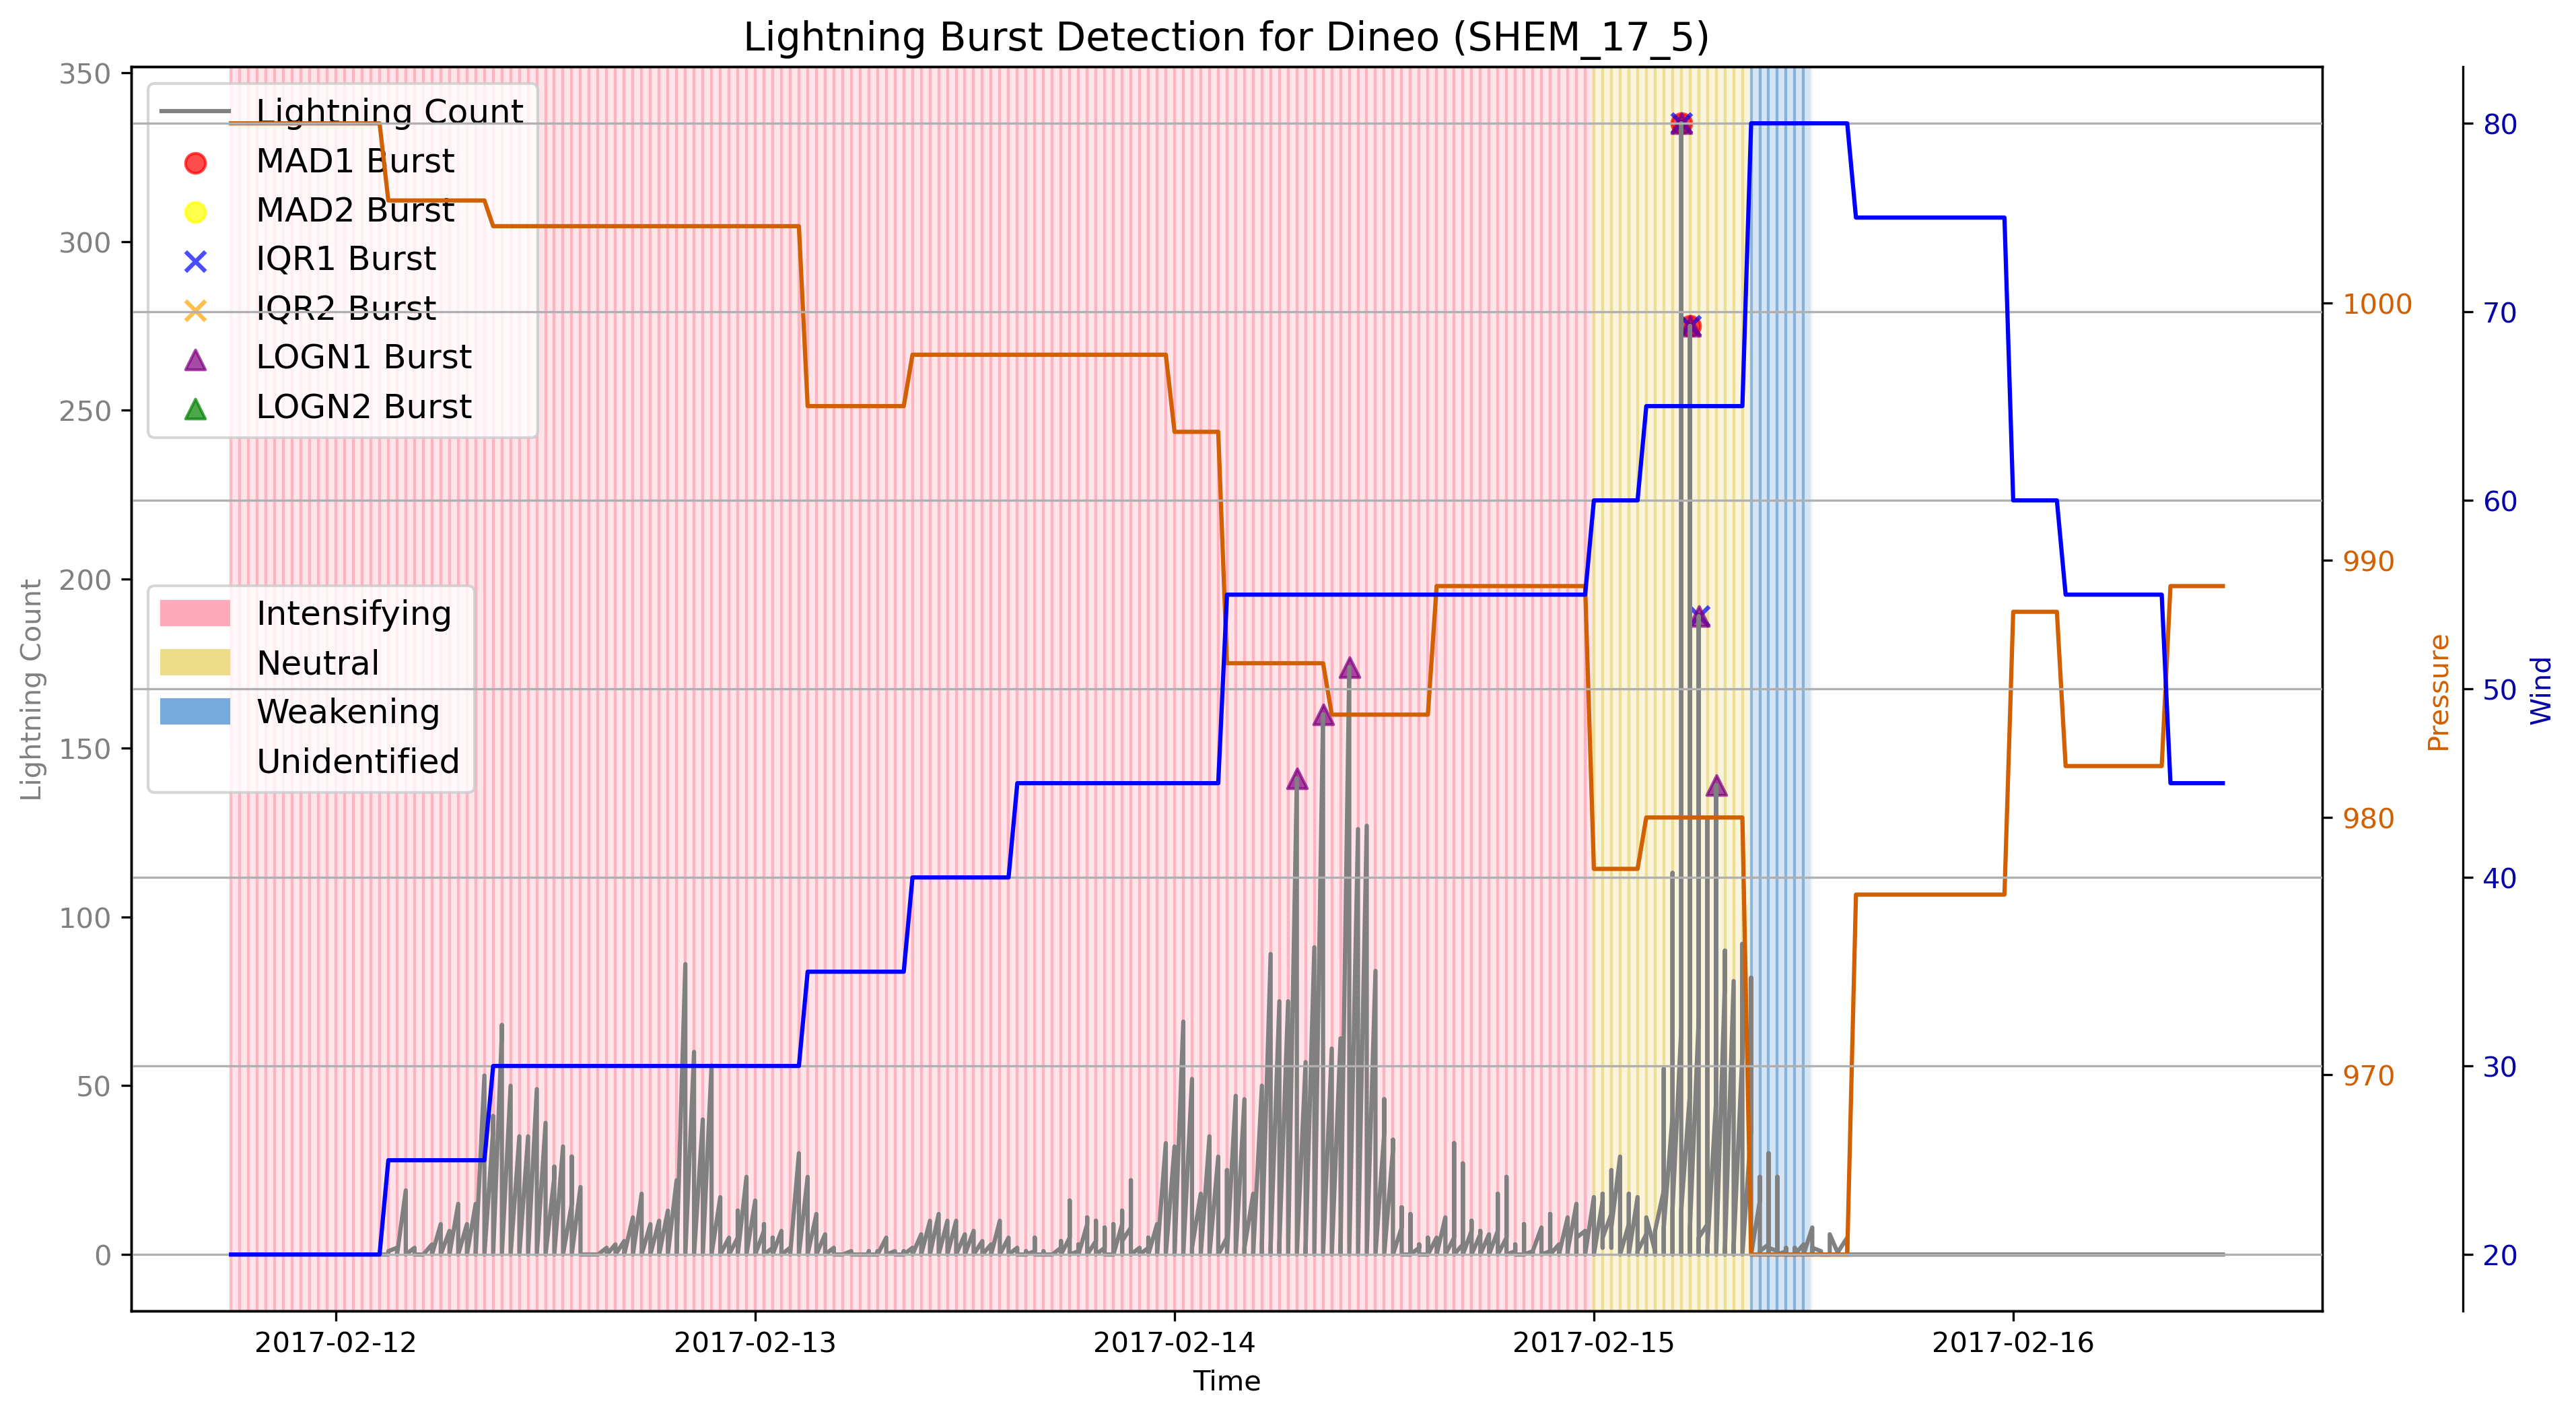 Lightning Burst Detection for Dineo (SHEM_17_5)
Lightning Count
MAD1 Burst
MAD2 Burst
IQR1 Burst
IQR2 Burst
LOGN1 Burst
LOGN2 Burst
Intensifying
Neutral
Weakening
Unidentified
Lightning Count
350
300
250
200
150
100
50
0
1000
990
980
970
Pressure
80
70
60
50
40
30
20
Wind
2017-02-12
2017-02-13
2017-02-14
2017-02-15
2017-02-16
Time